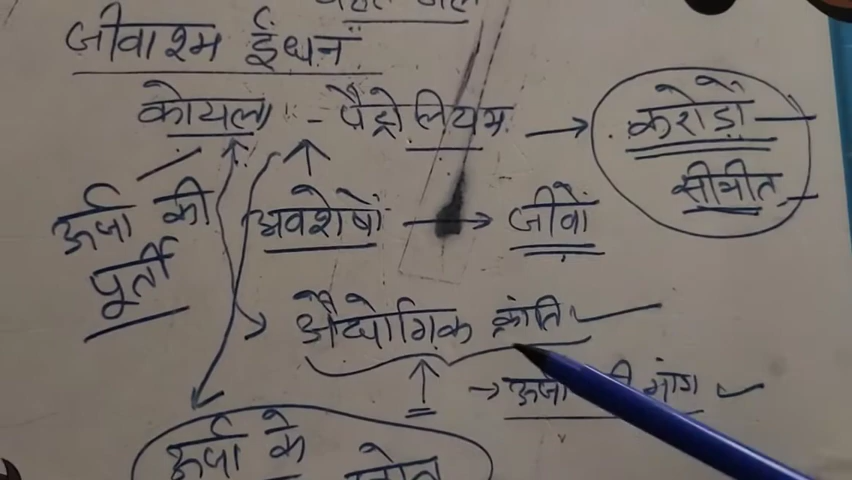 जीवाश्म ईंधन
कोयला - पैट्रोलियम → करोड़ों
सीमीत
ऊर्जा की
पूर्ती
अवशेषों → जीवों
औद्योगिक क्रांति
→ ऊर्जा की मांग
ऊर्जा के
स्रोत